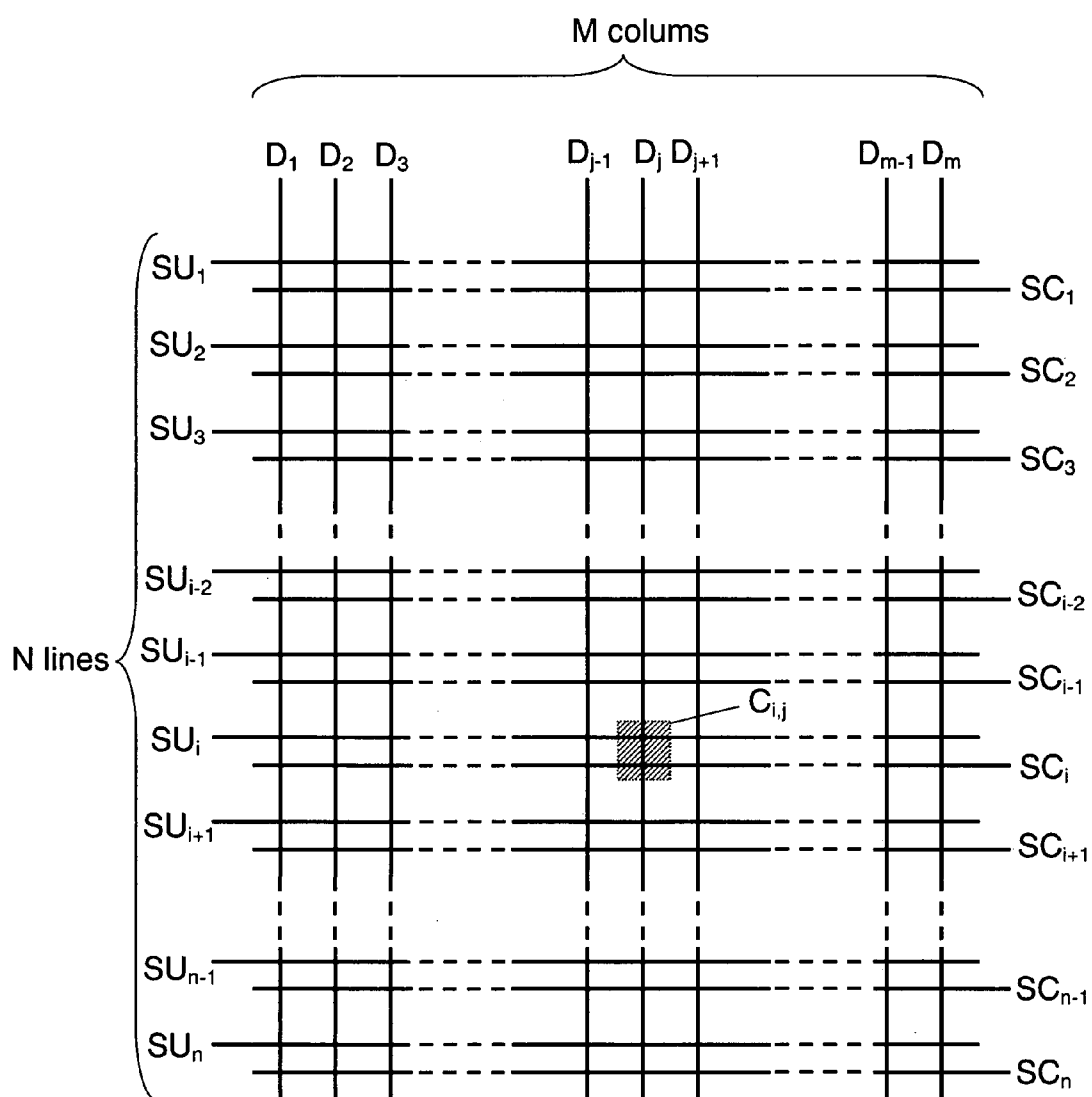 M colums
D1 D2 D3 Dj-1 Dj Dj+1 Dm-1 Dm
SU1
SC1
SU2
SC2
SU3
SC3
SUi-2
SCi-2
N lines
SUi-1
SCi-1
Ci,j
SUi
SCi
SUi+1
SCi+1
SUn-1
SCn-1
SUn
SCn